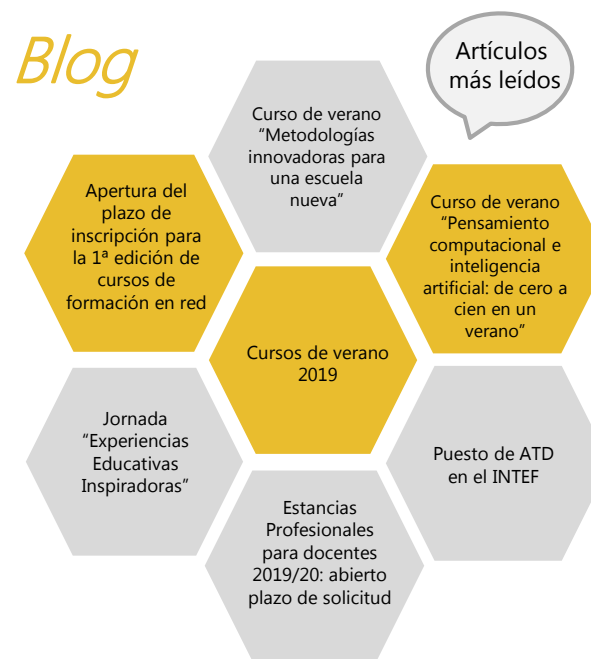 Blog
Artículos
más leídos
Curso de verano
“Metodologías
innovadoras para
una escuela
nueva”
Apertura del
plazo de
inscripción para
la 1ª edición de
cursos de
formación en red
Curso de verano
“Pensamiento
computacional e
inteligencia
artificial: de cero a
cien en un
verano”
Cursos de verano
2019
Jornada
“Experiencias
Educativas
Inspiradoras”
Puesto de ATD
en el INTEF
Estancias
Profesionales
para docentes
2019/20: abierto
plazo de solicitud